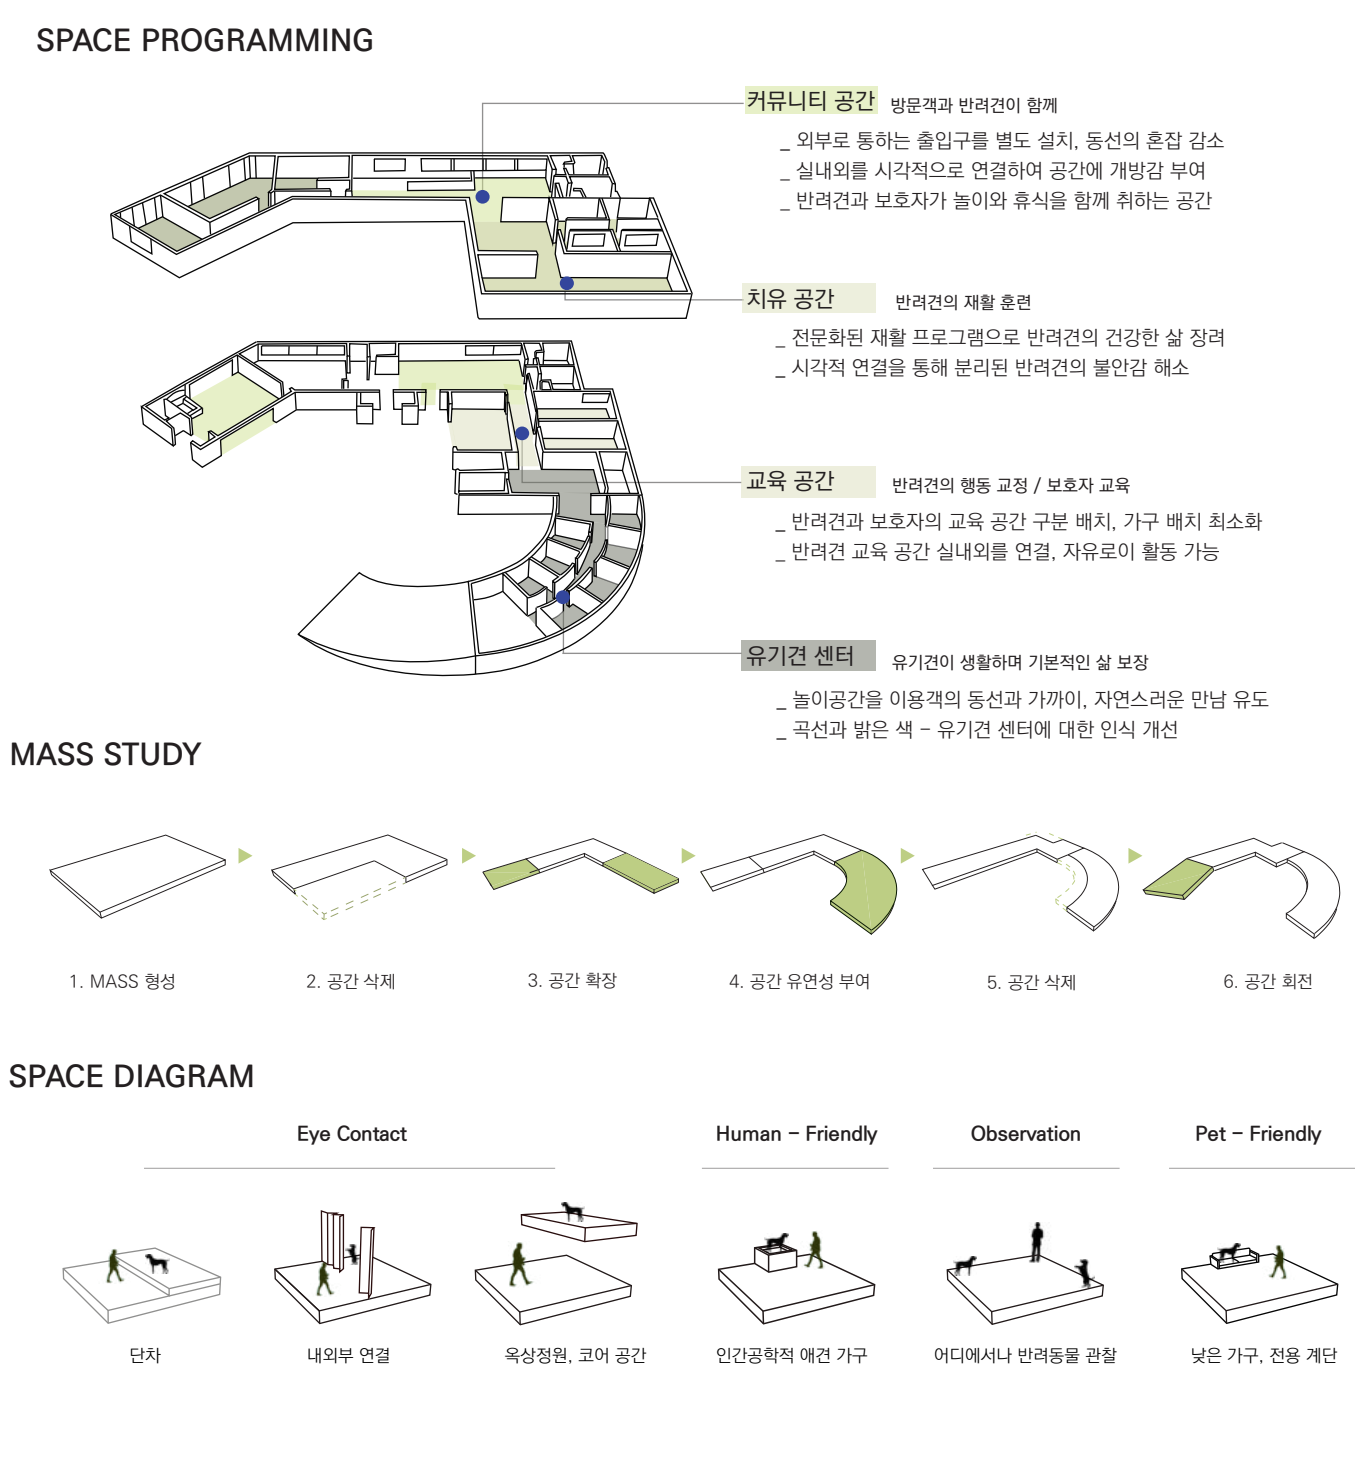 SPACE PROGRAMMING
커뮤니티 공간 방문객과 반려견이 함께
_ 외부로 통하는 출입구를 별도 설치, 동선의 혼잡 감소
_ 실내외를 시각적으로 연결하여 공간에 개방감 부여
_ 반려견과 보호자가 놀이와 휴식을 함께 취하는 공간
치유 공간 반려견의 재활 훈련
_ 전문화된 재활 프로그램으로 반려견의 건강한 삶 장려
_ 시각적 연결을 통해 분리된 반려견의 불안감 해소
교육 공간 반려견의 행동 교정 / 보호자 교육
_ 반려견과 보호자의 교육 공간 구분 배치, 가구 배치 최소화
_ 반려견 교육 공간 실내외를 연결, 자유로이 활동 가능
유기견 센터 유기견이 생활하며 기본적인 삶 보장
_ 놀이공간을 이용객의 동선과 가까이, 자연스러운 만남 유도
_ 곡선과 밝은 색 - 유기견 센터에 대한 인식 개선
MASS STUDY
1. MASS 형성
2. 공간 삭제
3. 공간 확장
4. 공간 유연성 부여
5. 공간 삭제
6. 공간 회전
SPACE DIAGRAM
Eye Contact
Human - Friendly
Observation
Pet - Friendly
단차
내외부 연결
옥상정원, 코어 공간
인간공학적 애견 가구
어디에서나 반려동물 관찰
낮은 가구, 전용 계단